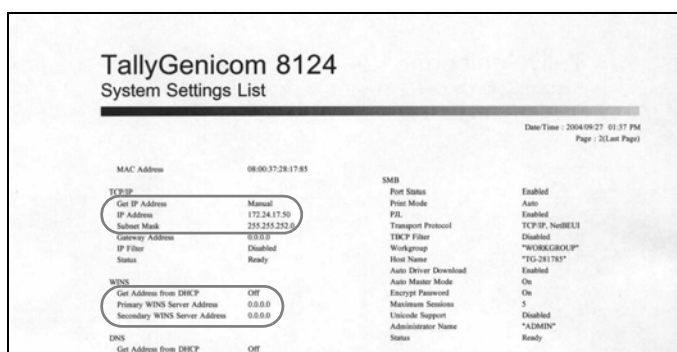 TallyGenicom 8124
System Settings List
Date/Time : 2004/09/27 01:37 PM
Page : 2(Last Page)
MAC Address 08:00:37:28:17:85
TCP/IP
Get IP Address Manual
IP Address 172.24.17.50
Subnet Mask 255.255.252.0
Gateway Address 0.0.0.0
IP Filter Disabled
Status Ready
WINS
Get Address from DHCP Off
Primary WINS Server Address 0.0.0.0
Secondary WINS Server Address 0.0.0.0
DNS
Get Address from DHCP Off
SMB
Port Status Enabled
Print Mode Auto
PJL Enabled
Transport Protocol TCP/IP, NetBEUI
TBCP Filter Disabled
Workgroup "WORKGROUP"
Host Name "TG-281785"
Auto Driver Download Enabled
Auto Master Mode On
Encrypt Password On
Maximum Sessions 5
Unicode Support Disabled
Administrator Name "ADMIN"
Status Ready